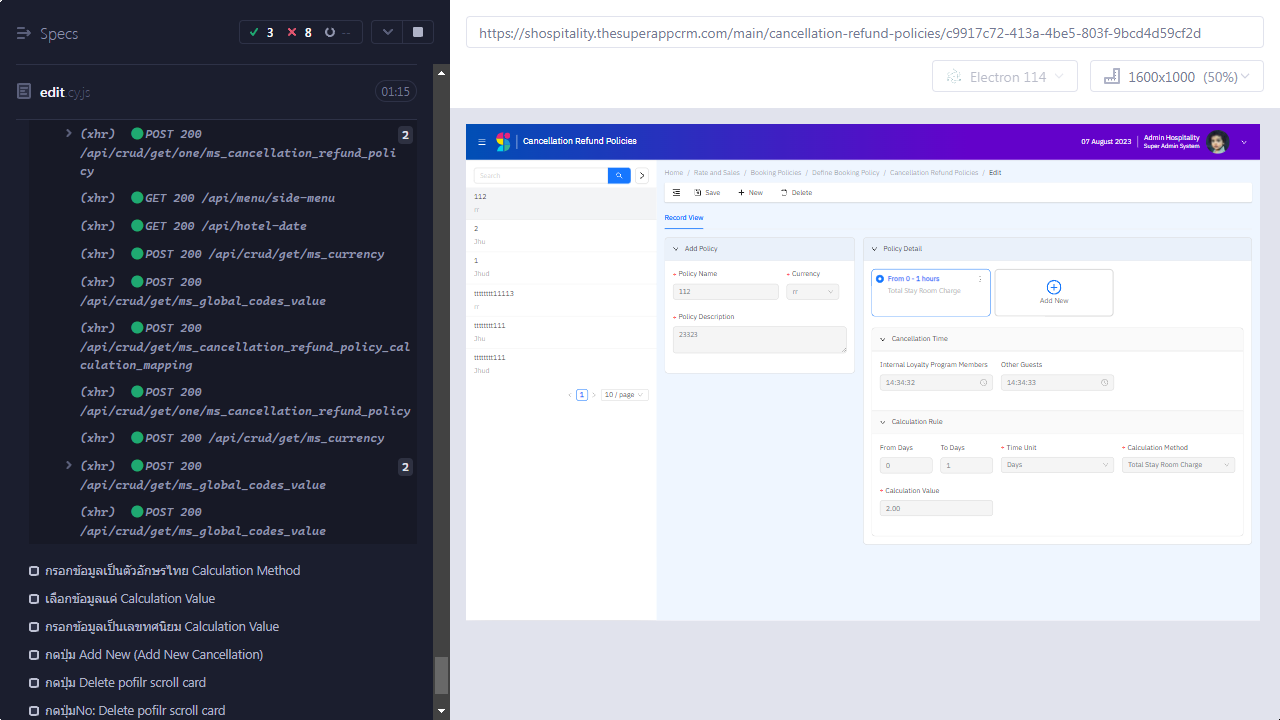 Specs
3
8
--
edit cy.js
01:15
(xhr) POST 200
2
/api/crud/get/one/ms_cancellation_refund_poli
cy
(xhr) GET 200 /api/menu/side-menu
(xhr) GET 200 /api/hotel-date
(xhr) POST 200 /api/crud/get/ms_currency
(xhr) POST 200
/api/crud/get/ms_global_codes_value
(xhr) POST 200
/api/crud/get/ms_cancellation_refund_policy_cal
culation_mapping
(xhr) POST 200
/api/crud/get/one/ms_cancellation_refund_policy
(xhr) POST 200 /api/crud/get/ms_currency
(xhr) POST 200
2
/api/crud/get/ms_global_codes_value
(xhr) POST 200
/api/crud/get/ms_global_codes_value
กรอกข้อมูลเป็นตัวอักษรไทย Calculation Method
เลือกข้อมูลแค่ Calculation Value
กรอกข้อมูลเป็นเลขทศนิยม Calculation Value
กดปุ่ม Add New (Add New Cancellation)
กดปุ่ม Delete pofilr scroll card
กดปุ่มNo: Delete pofilr scroll card
https://shospitality.thesuperappcrm.com/main/cancellation-refund-policies/c9917c72-413a-4be5-803f-9bcd4d59cf2d
Electron 114
1600x1000 (50%)
Cancellation Refund Policies
07 August 2023
Admin Hospitality
Super Admin System
Search
112
rr
2
Jhu
1
Jhud
tttttttt11113
rr
tttttttt111
Jhu
tttttttt111
Jhud
1
10 / page
Home / Rate and Sales / Booking Policies / Define Booking Policy / Cancellation Refund Policies / Edit
Save
New
Delete
Record View
Add Policy
* Policy Name
* Currency
112
rr
* Policy Description
23323
Policy Detail
From 0 - 1 hours
Total Stay Room Charge
Add New
Cancellation Time
Internal Loyalty Program Members
Other Guests
14:34:32
14:34:33
Calculation Rule
From Days
To Days
* Time Unit
* Calculation Method
0
1
Days
Total Stay Room Charge
* Calculation Value
2.00